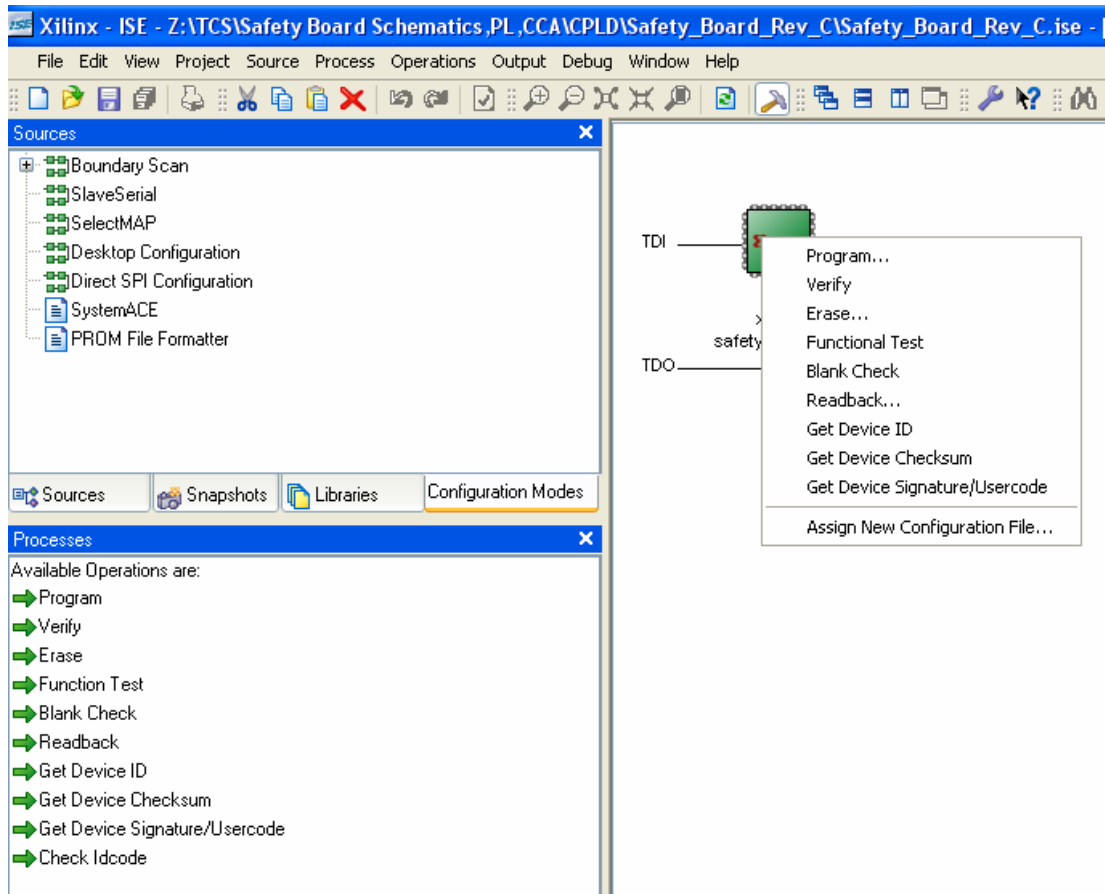 ISE Xilinx - ISE - Z:\TCS\Safety Board Schematics,PL,CCA\CPLD\Safety_Board_Rev_C\Safety_Board_Rev_C.ise - [
File Edit View Project Source Process Operations Output Debug Window Help
Sources
Boundary Scan
SlaveSerial
SelectMAP
Desktop Configuration
Direct SPI Configuration
SystemACE
PROM File Formatter
Sources Snapshots Libraries Configuration Modes
Processes
Available Operations are:
Program
Verify
Erase
Function Test
Blank Check
Readback
Get Device ID
Get Device Checksum
Get Device Signature/Usercode
Check Idcode
TDI
safety
TDO
Program...
Verify
Erase...
Functional Test
Blank Check
Readback...
Get Device ID
Get Device Checksum
Get Device Signature/Usercode
Assign New Configuration File...